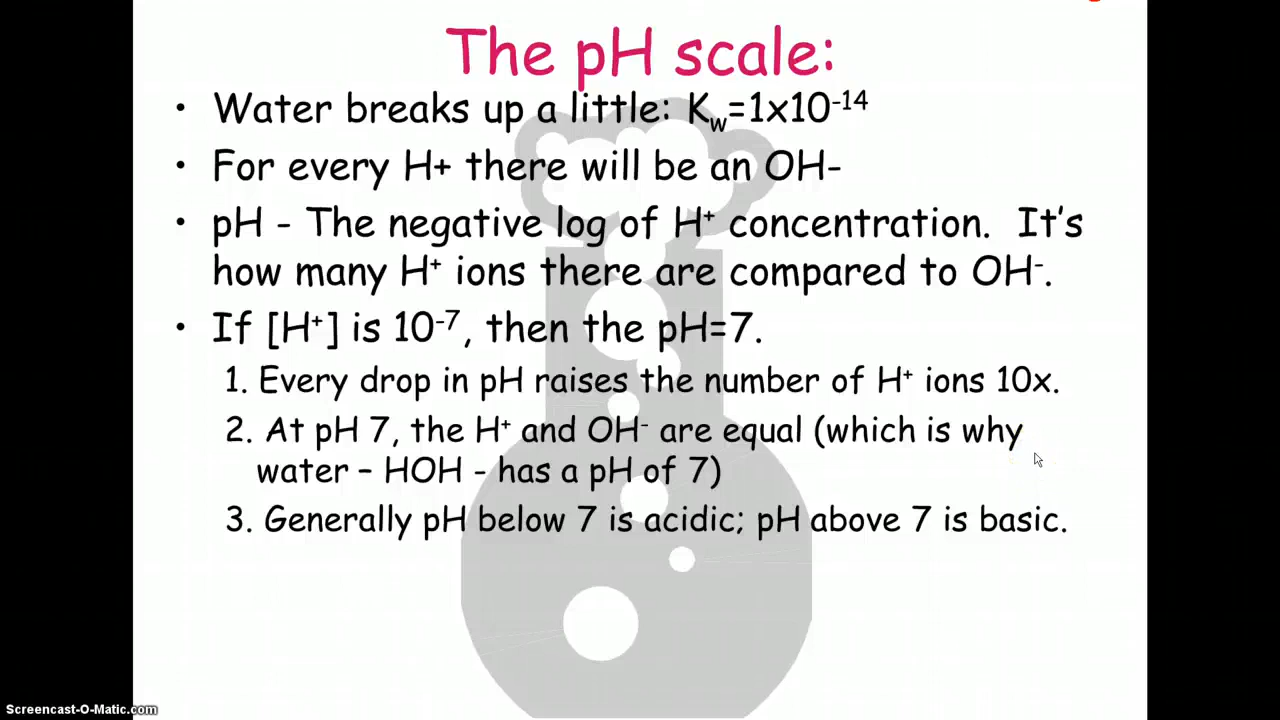 The pH scale:
• Water breaks up a little: Kw=1x10⁻¹⁴
• For every H+ there will be an OH-
• pH - The negative log of H⁺ concentration. It's
how many H⁺ ions there are compared to OH⁻.
• If [H⁺] is 10⁻⁷, then the pH=7.
1. Every drop in pH raises the number of H⁺ ions 10x.
2. At pH 7, the H⁺ and OH⁻ are equal (which is why
water – HOH - has a pH of 7)
3. Generally pH below 7 is acidic; pH above 7 is basic.
Screencast-O-Matic.com